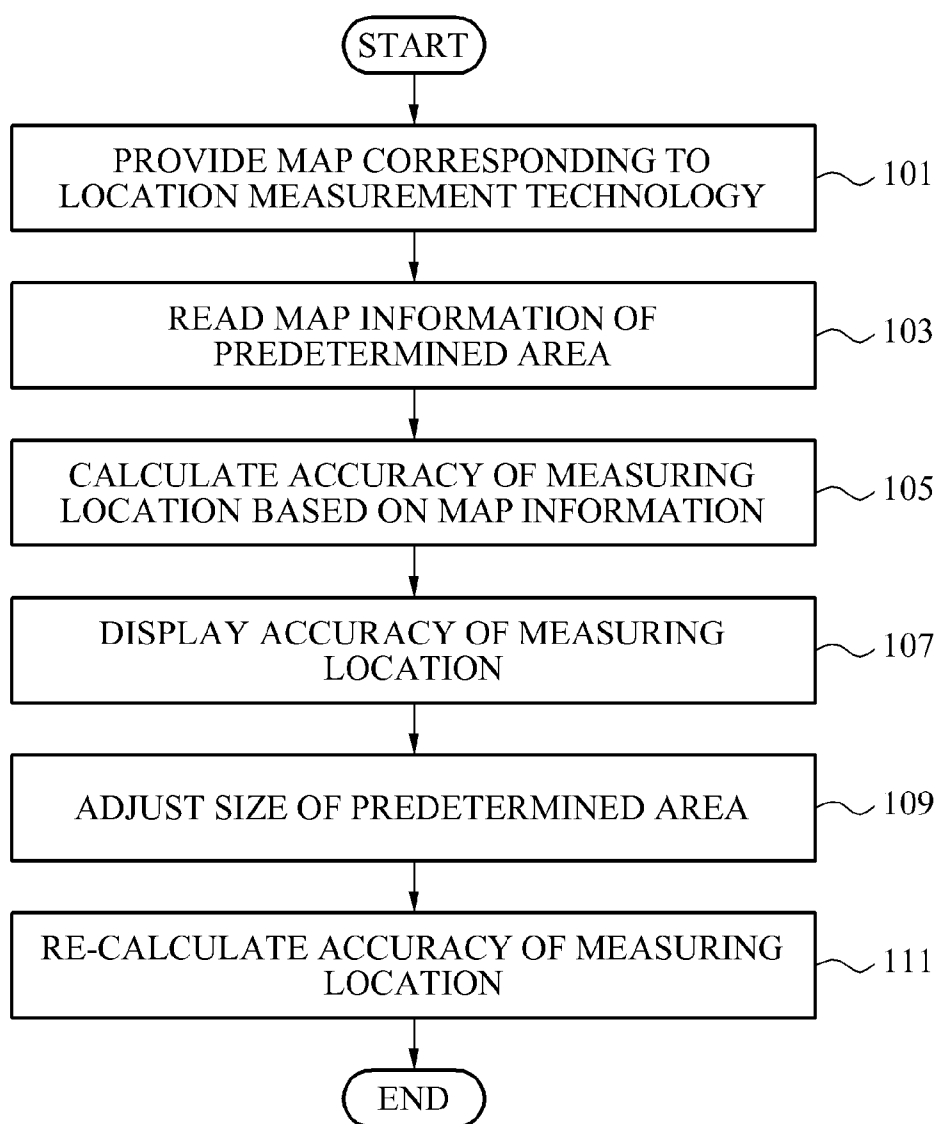 START
PROVIDE MAP CORRESPONDING TO
LOCATION MEASUREMENT TECHNOLOGY
101
READ MAP INFORMATION OF
PREDETERMINED AREA
103
CALCULATE ACCURACY OF MEASURING
LOCATION BASED ON MAP INFORMATION
105
DISPLAY ACCURACY OF MEASURING
LOCATION
107
ADJUST SIZE OF PREDETERMINED AREA
109
RE-CALCULATE ACCURACY OF MEASURING
LOCATION
111
END